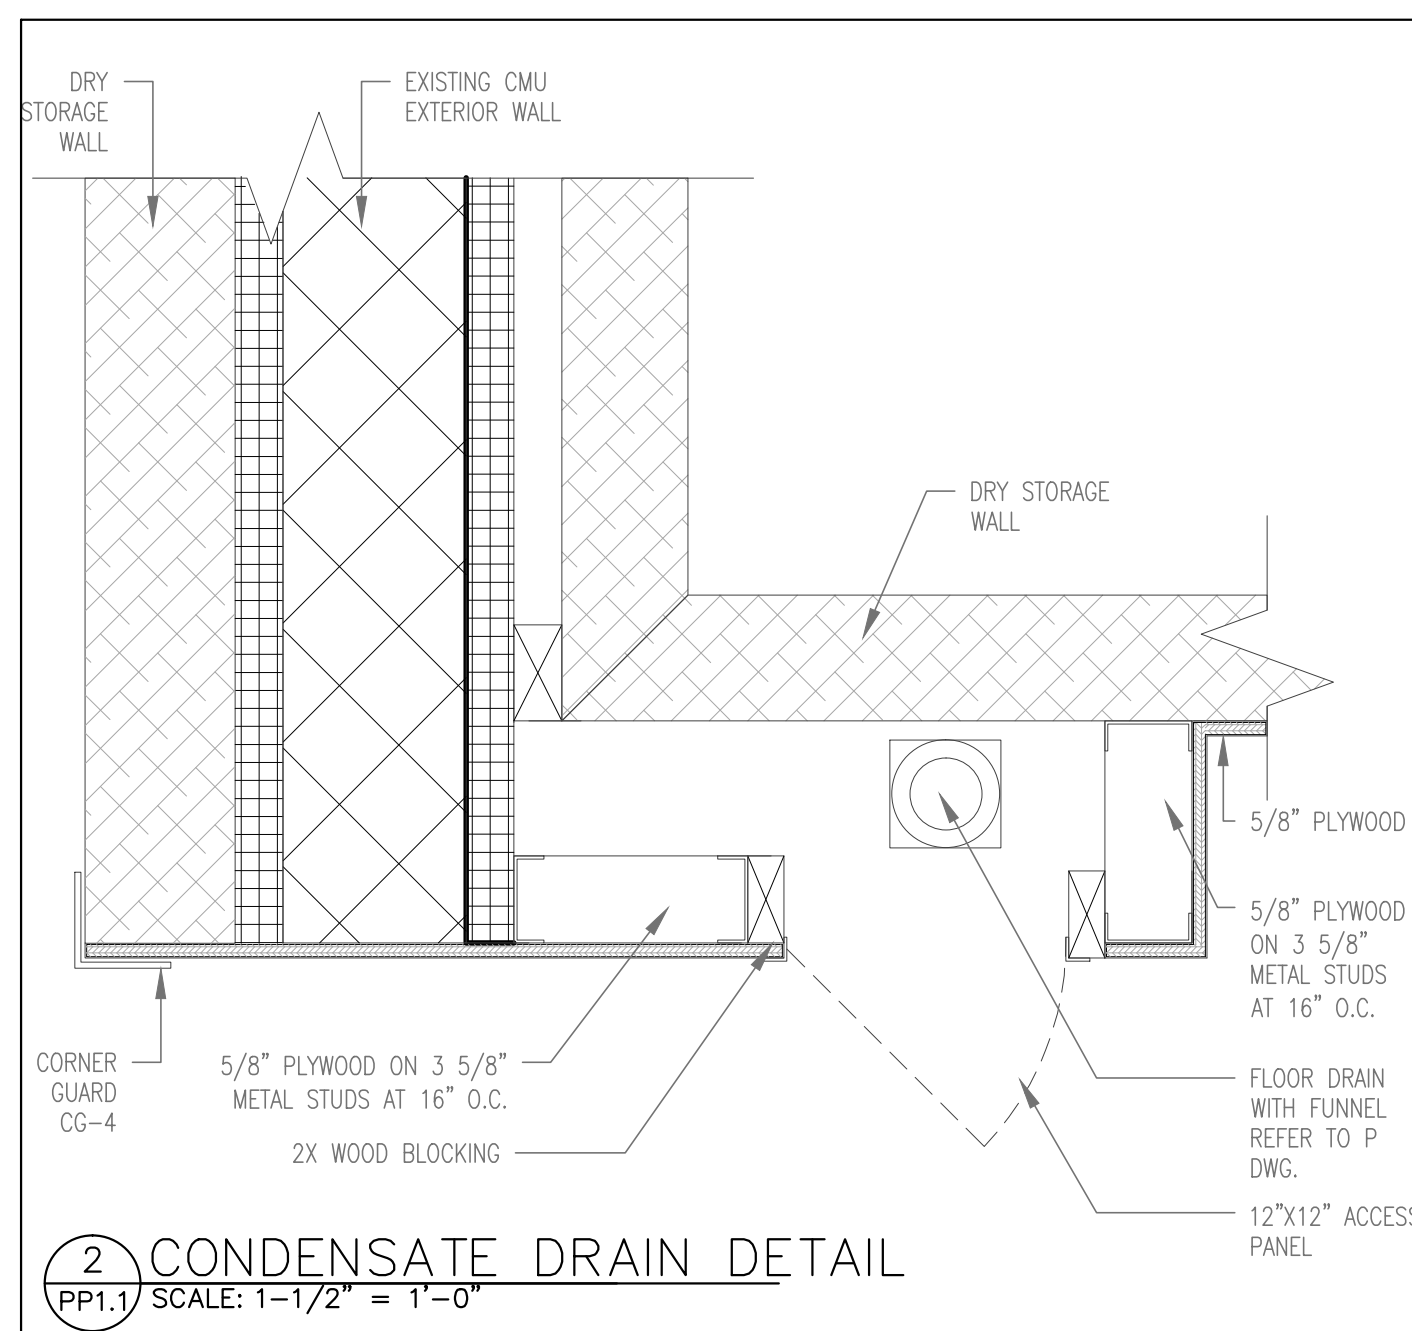 DRY
STORAGE
WALL
EXISTING CMU
EXTERIOR WALL
DRY STORAGE
WALL
5/8" PLYWOOD
5/8" PLYWOOD
ON 3 5/8"
METAL STUDS
AT 16" O.C.
CORNER
GUARD
CG-4
5/8" PLYWOOD ON 3 5/8"
METAL STUDS AT 16" O.C.
2X WOOD BLOCKING
FLOOR DRAIN
WITH FUNNEL
REFER TO P
DWG.
12"X12" ACCESS
PANEL
2
PP1.1
CONDENSATE DRAIN DETAIL
SCALE: 1-1/2" = 1'-0"